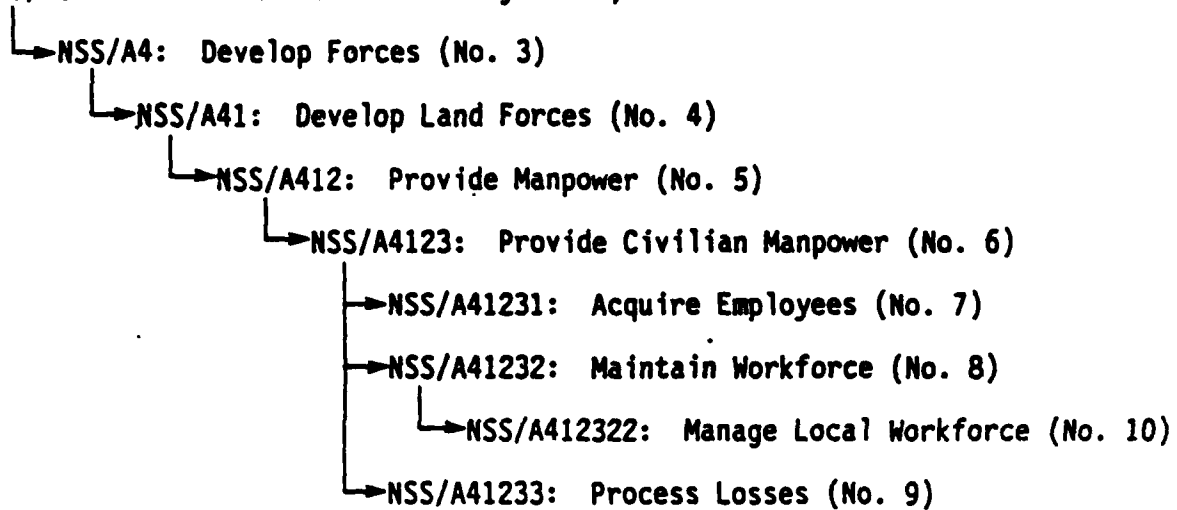 NSS/A4: Develop Forces (No. 3)
NSS/A41: Develop Land Forces (No. 4)
NSS/A412: Provide Manpower (No. 5)
NSS/A4123: Provide Civilian Manpower (No. 6)
NSS/A41231: Acquire Employees (No. 7)
NSS/A41232: Maintain Workforce (No. 8)
NSS/A412322: Manage Local Workforce (No. 10)
NSS/A41233: Process Losses (No. 9)